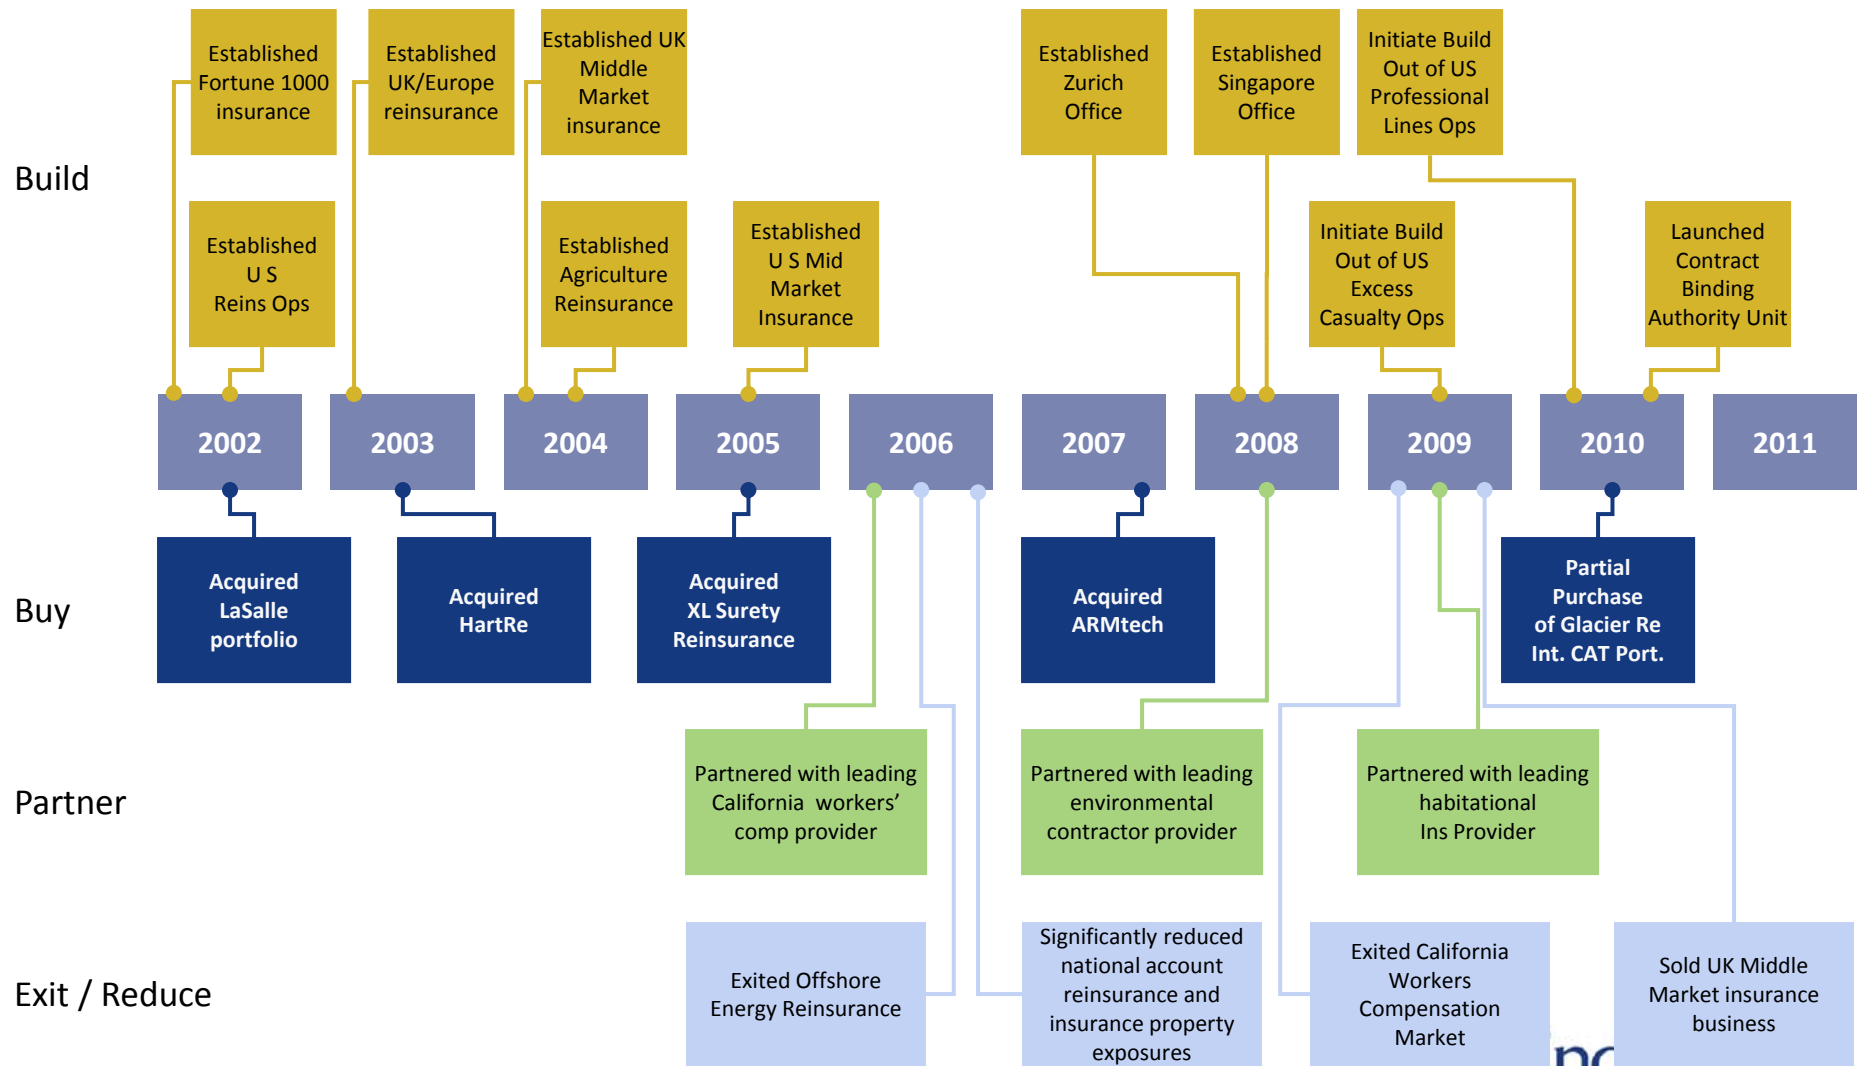 Established
Fortune 1000
insurance
Established
UK/Europe
reinsurance
Established UK
Middle
Market
insurance
Established
Zurich
Office
Established
Singapore
Office
Initiate Build
Out of US
Professional
Lines Ops
Build
Established
U S
Reins Ops
Established
Agriculture
Reinsurance
Established
U S Mid
Market
Insurance
Initiate Build
Out of US
Excess
Casualty Ops
Launched
Contract
Binding
Authority Unit
2002
2003
2004
2005
2006
2007
2008
2009
2010
2011
Buy
Acquired
LaSalle
portfolio
Acquired
HartRe
Acquired
XL Surety
Reinsurance
Acquired
ARMtech
Partial
Purchase
of Glacier Re
Int. CAT Port.
Partner
Partnered with leading
California workers’
comp provider
Partnered with leading
environmental
contractor provider
Partnered with leading
habitational
Ins Provider
Exit / Reduce
Exited Offshore
Energy Reinsurance
Significantly reduced
national account
reinsurance and
insurance property
exposures
Exited California
Workers
Compensation
Market
Sold UK Middle
Market insurance
business